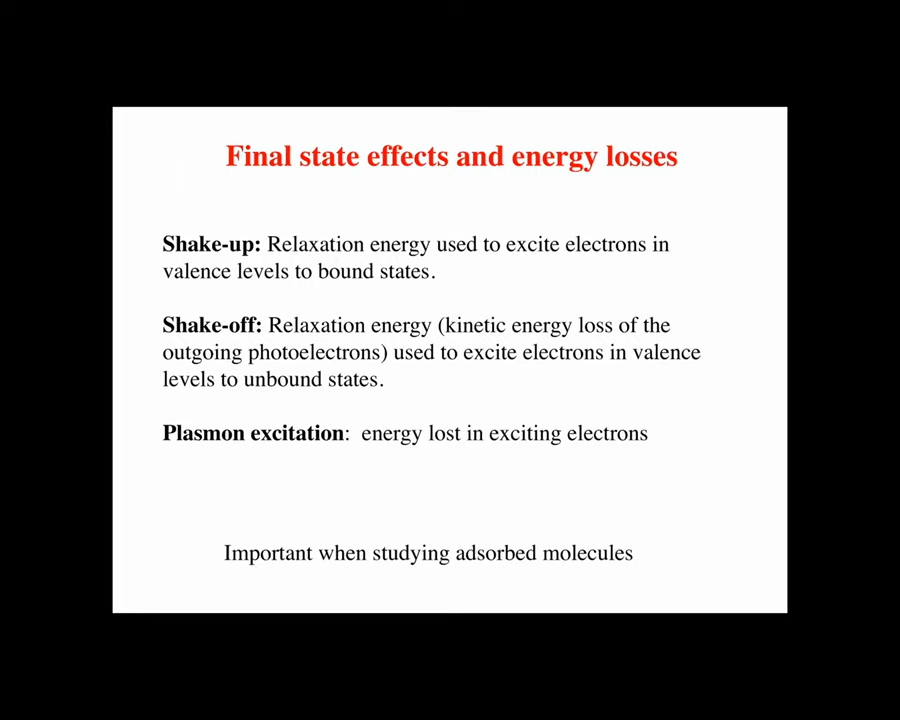 Final state effects and energy losses
Shake-up: Relaxation energy used to excite electrons in
valence levels to bound states.
Shake-off: Relaxation energy (kinetic energy loss of the
outgoing photoelectrons) used to excite electrons in valence
levels to unbound states.
Plasmon excitation:  energy lost in exciting electrons
Important when studying adsorbed molecules